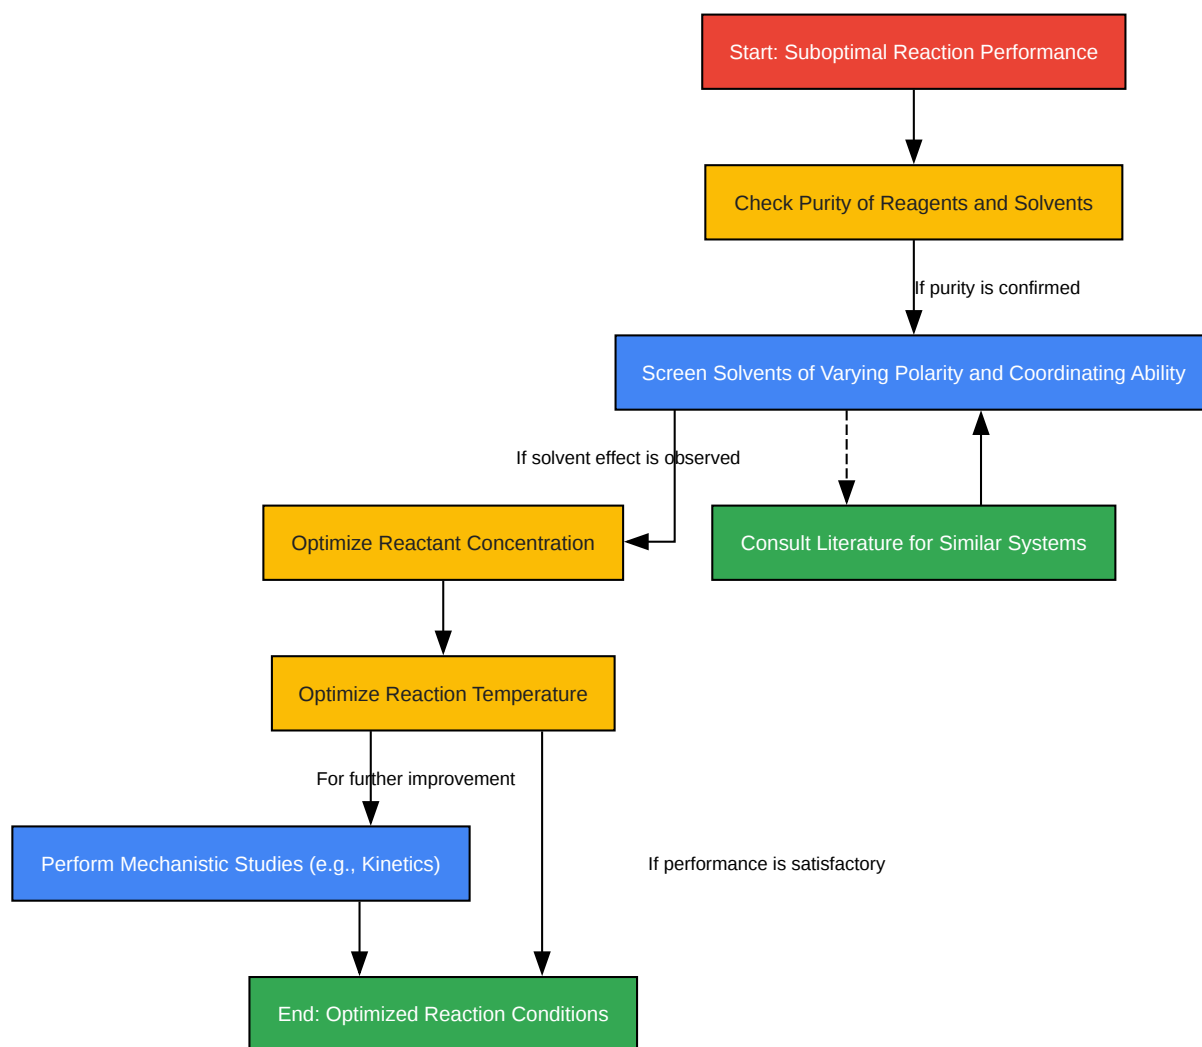 Start: Suboptimal Reaction Performance
Check Purity of Reagents and Solvents
If purity is confirmed
Screen Solvents of Varying Polarity and Coordinating Ability
If solvent effect is observed
Optimize Reactant Concentration
Consult Literature for Similar Systems
Optimize Reaction Temperature
For further improvement
Perform Mechanistic Studies (e.g., Kinetics)
If performance is satisfactory
End: Optimized Reaction Conditions